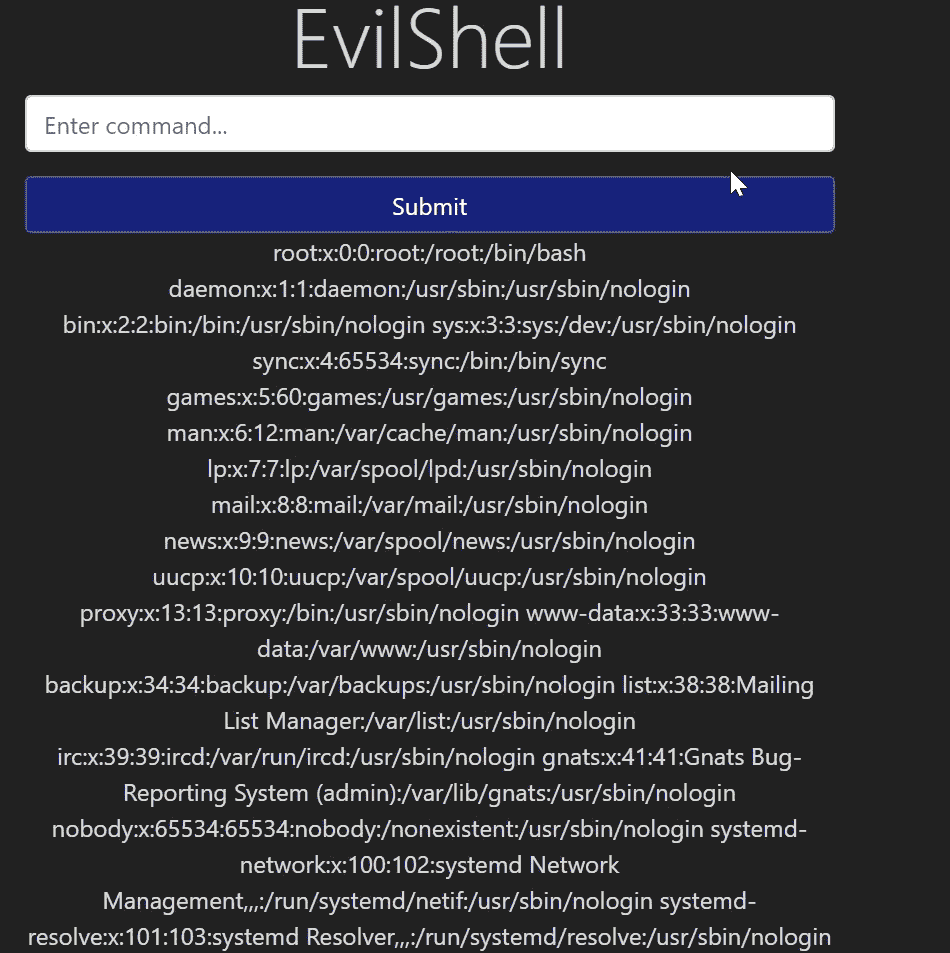 EvilShell
Enter command...
Submit
root:x:0:0:root:/root:/bin/bash
daemon:x:1:1:daemon:/usr/sbin:/usr/sbin/nologin
bin:x:2:2:bin:/bin:/usr/sbin/nologin sys:x:3:3:sys:/dev:/usr/sbin/nologin
sync:x:4:65534:sync:/bin:/bin/sync
games:x:5:60:games:/usr/games:/usr/sbin/nologin
man:x:6:12:man:/var/cache/man:/usr/sbin/nologin
lp:x:7:7:lp:/var/spool/lpd:/usr/sbin/nologin
mail:x:8:8:mail:/var/mail:/usr/sbin/nologin
news:x:9:9:news:/var/spool/news:/usr/sbin/nologin
uucp:x:10:10:uucp:/var/spool/uucp:/usr/sbin/nologin
proxy:x:13:13:proxy:/bin:/usr/sbin/nologin www-data:x:33:33:www-
data:/var/www:/usr/sbin/nologin
backup:x:34:34:backup:/var/backups:/usr/sbin/nologin list:x:38:38:Mailing
List Manager:/var/list:/usr/sbin/nologin
irc:x:39:39:ircd:/var/run/ircd:/usr/sbin/nologin gnats:x:41:41:Gnats Bug-
Reporting System (admin):/var/lib/gnats:/usr/sbin/nologin
nobody:x:65534:65534:nobody:/nonexistent:/usr/sbin/nologin systemd-
network:x:100:102:systemd Network
Management,,,:/run/systemd/netif:/usr/sbin/nologin systemd-
resolve:x:101:103:systemd Resolver,,,:/run/systemd/resolve:/usr/sbin/nologin